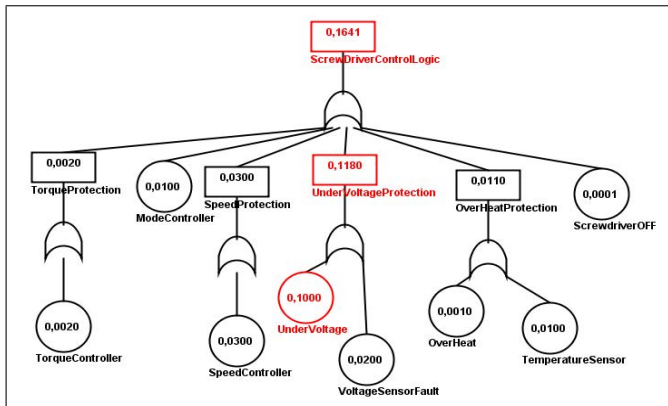 0,1641
ScrewDriverControlLogic
0,0020
TorqueProtection
0,0100
ModeController
0,0300
SpeedProtection
0,1180
UnderVoltageProtection
0,0110
OverHeatProtection
0,0001
ScrewdriverOFF
0,0020
TorqueController
0,0300
SpeedController
0,1000
UnderVoltage
0,0200
VoltageSensorFault
0,0010
OverHeat
0,0100
TemperatureSensor